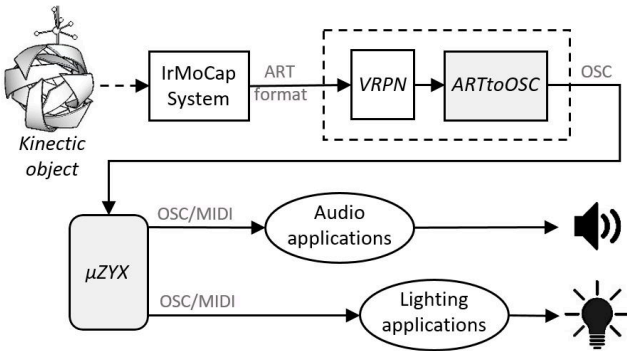 IrMoCap
System
ART
format
VRPN
ARTtoOSC
OSC
Kinectic
object
OSC/MIDI
Audio
applications
μZYX
OSC/MIDI
Lighting
applications